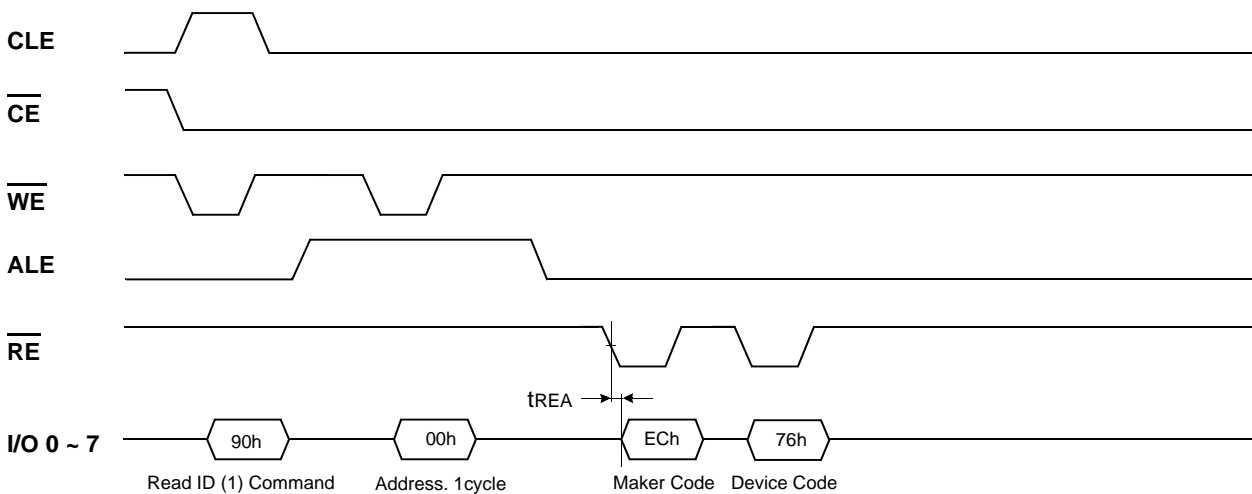 CLE
CE
WE
ALE
RE
tREA
I/O 0 ~ 7 90h 00h ECh 76h
Read ID (1) Command Address. 1cycle Maker Code Device Code